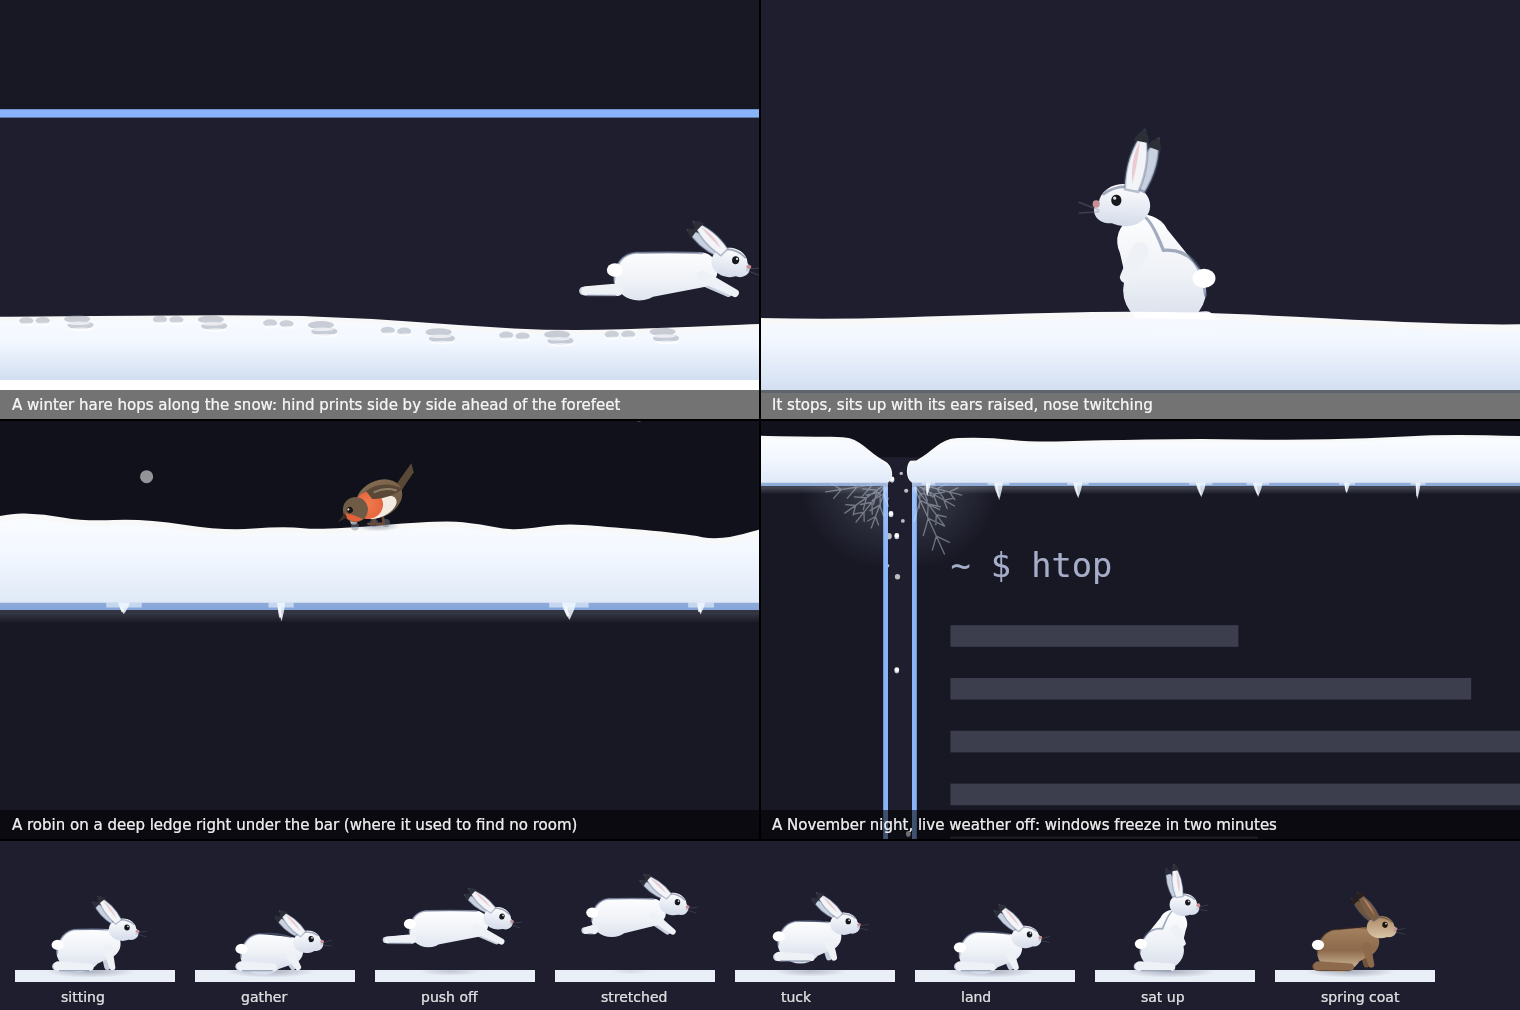 A winter hare hops along the snow: hind prints side by side ahead of the forefeet
It stops, sits up with its ears raised, nose twitching
~ $ htop
A robin on a deep ledge right under the bar (where it used to find no room)
A November night, live weather off: windows freeze in two minutes
sitting
gather
push off
stretched
tuck
land
sat up
spring coat